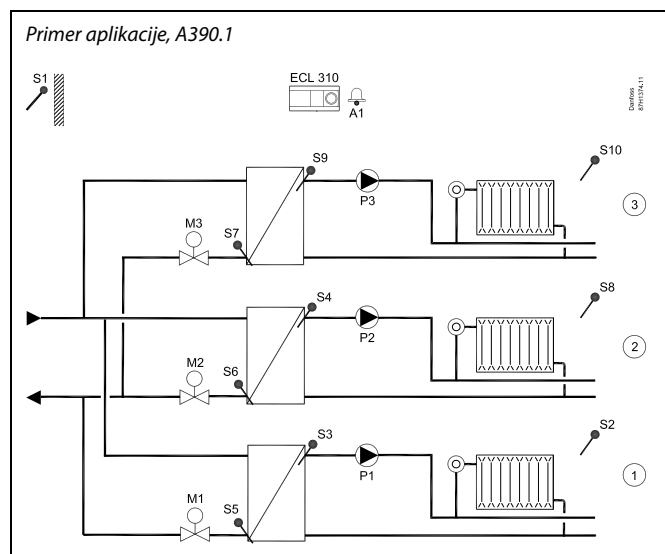 Primer aplikacije, A390.1
S1
ECL 310
A1
Danfoss
87H1374.11
S9
S10
P3
3
M3
S7
S4
S8
P2
2
M2
S6
S3
S2
P1
1
M1
S5